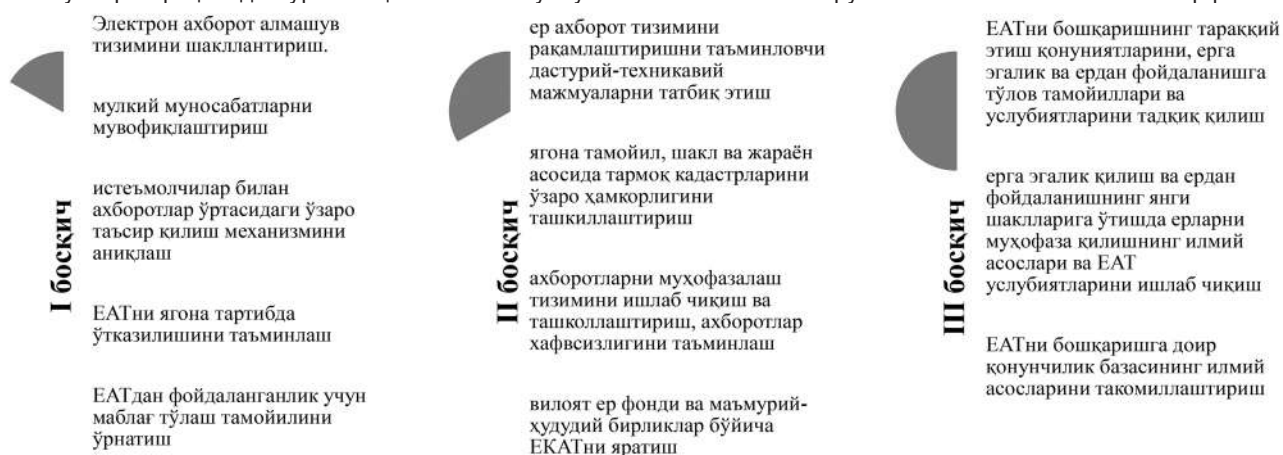 Электрон ахборот алмашув
тизимини шакллантириш.
мулкий муносабатларни
мувофиқлаштириш
истеъмолчилар билан
ахборотлар ўртасидаги ўзаро
таъсир қилиш механизмини
аниқлаш
ЕАТни ягона тартибда
ўтказилишини таъминлаш
ЕАТдан фойдаланганлик учун
маблағ тўлаш тамойилини
ўрнатиш
I босқич
ер ахборот тизимини
рақамлаштиришни таъминловчи
дастурий-техникавий
мажмуаларни татбиқ этиш
ягона тамойил, шакл ва жараён
асосида тармоқ кадастрларини
ўзаро ҳамкорлигини
ташкиллаштириш
ахборотларни муҳофазалаш
тизимини ишлаб чиқиш ва
ташколлаштириш, ахборотлар
хафвсизлигини таъминлаш
вилоят ер фонди ва маъмурий-
ҳудудий бирликлар бўйича
ЕКАТни яратиш
II босқич
ЕАТни бошқаришнинг тараққий
этиш қонуниятларини, ерга
эгалик ва ердан фойдаланишга
тўлов тамойиллари ва
услубиятларини тадқиқ қилиш
ерга эгалик қилиш ва ердан
фойдаланишнинг янги
шаклларига ўтишда ерларни
муҳофаза қилишнинг илмий
асослари ва ЕАТ
услубиятларини ишлаб чиқиш
ЕАТни бошқаришга доир
қонунчилик базасининг илмий
асосларини такомиллаштириш
III босқич